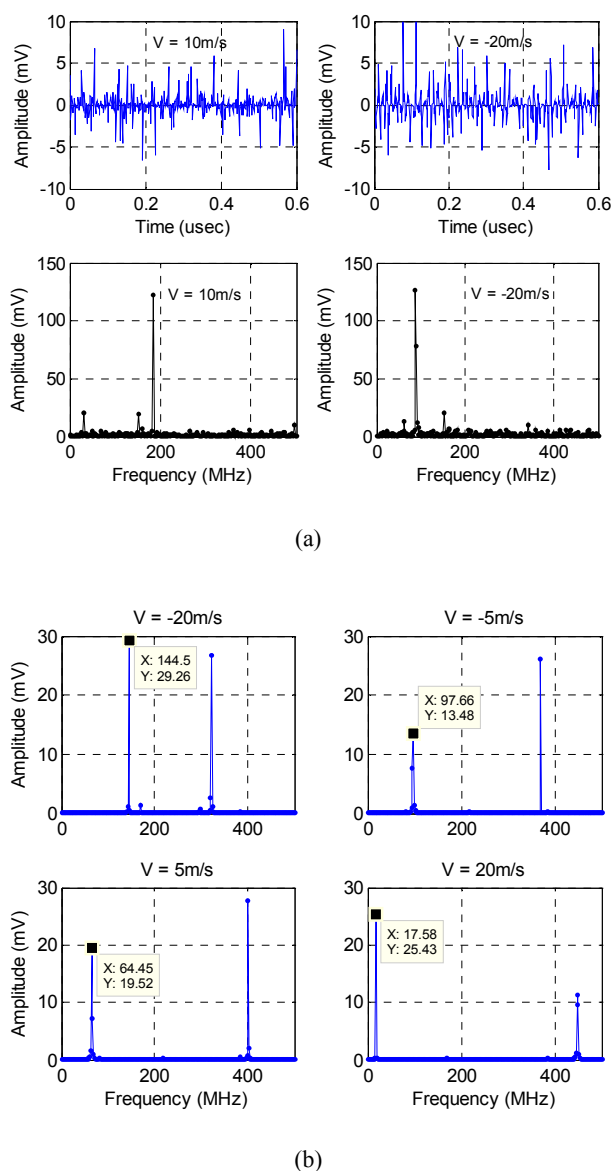 V = 10m/s
V = -20m/s
Amplitude (mV)
10
5
0
-5
-10
0
0.2
0.4
0.6
Time (usec)
Amplitude (mV)
10
5
0
-5
-10
0
0.2
0.4
0.6
Time (usec)
V = 10m/s
V = -20m/s
Amplitude (mV)
150
100
50
0
0
200
400
Frequency (MHz)
Amplitude (mV)
150
100
50
0
0
200
400
Frequency (MHz)
(a)
V = -20m/s
Amplitude (mV)
30
20
10
0
X: 144.5
Y: 29.26
0
200
400
V = -5m/s
30
20
10
0
X: 97.66
Y: 13.48
0
200
400
V = 5m/s
Amplitude (mV)
30
20
10
0
X: 64.45
Y: 19.52
0
200
400
Frequency (MHz)
V = 20m/s
30
20
10
0
X: 17.58
Y: 25.43
0
200
400
Frequency (MHz)
(b)